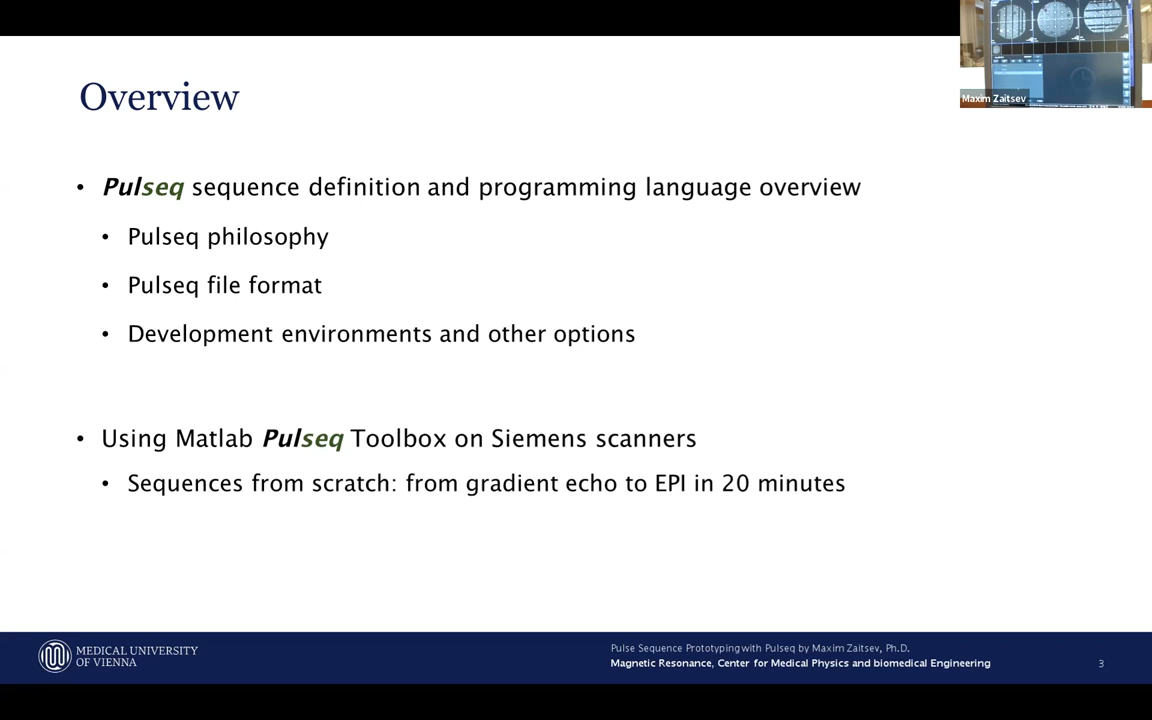 Maxim Zaitsev
Overview
• Pulseq sequence definition and programming language overview
• Pulseq philosophy
• Pulseq file format
• Development environments and other options
• Using Matlab Pulseq Toolbox on Siemens scanners
• Sequences from scratch: from gradient echo to EPI in 20 minutes
MEDICAL UNIVERSITY
OF VIENNA
Pulse Sequence Prototyping with Pulseq by Maxim Zaitsev, Ph.D.
Magnetic Resonance, Center for Medical Physics and biomedical Engineering
3